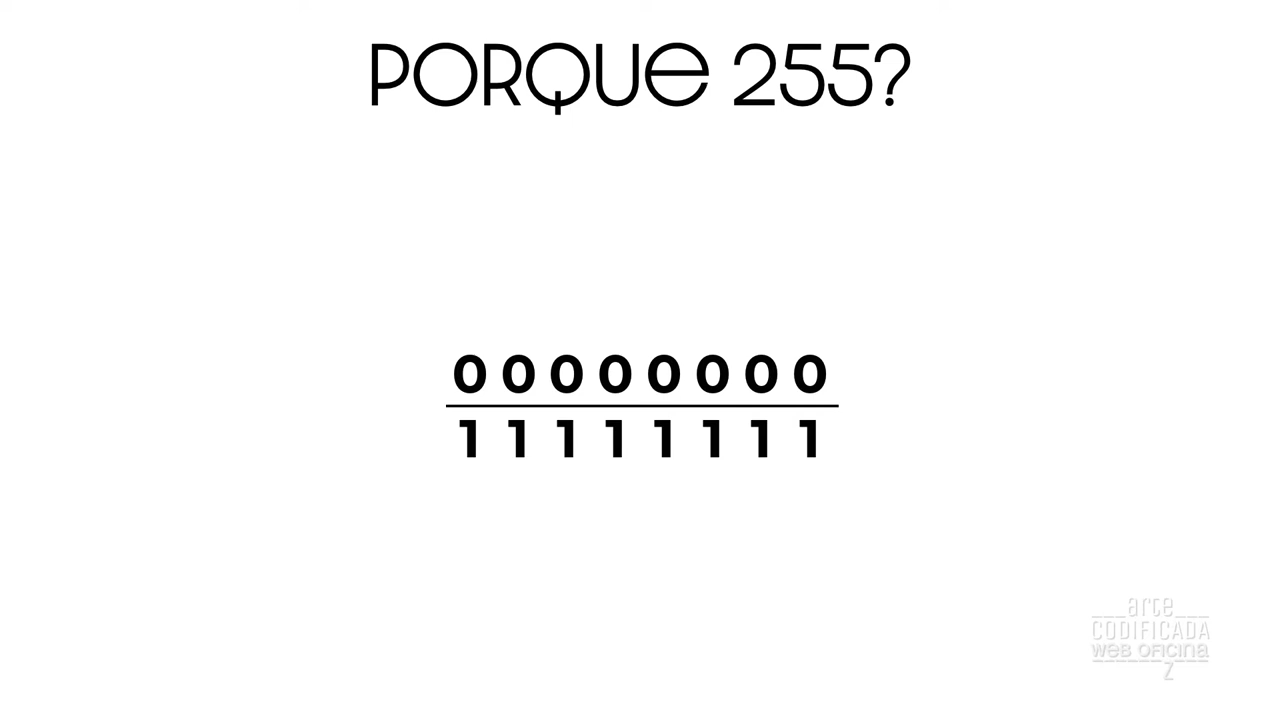 PORQUE 255?
0 0 0 0 0 0 0 0
1 1 1 1 1 1 1 1
___arte___
CODIFICADA
web oficina
z